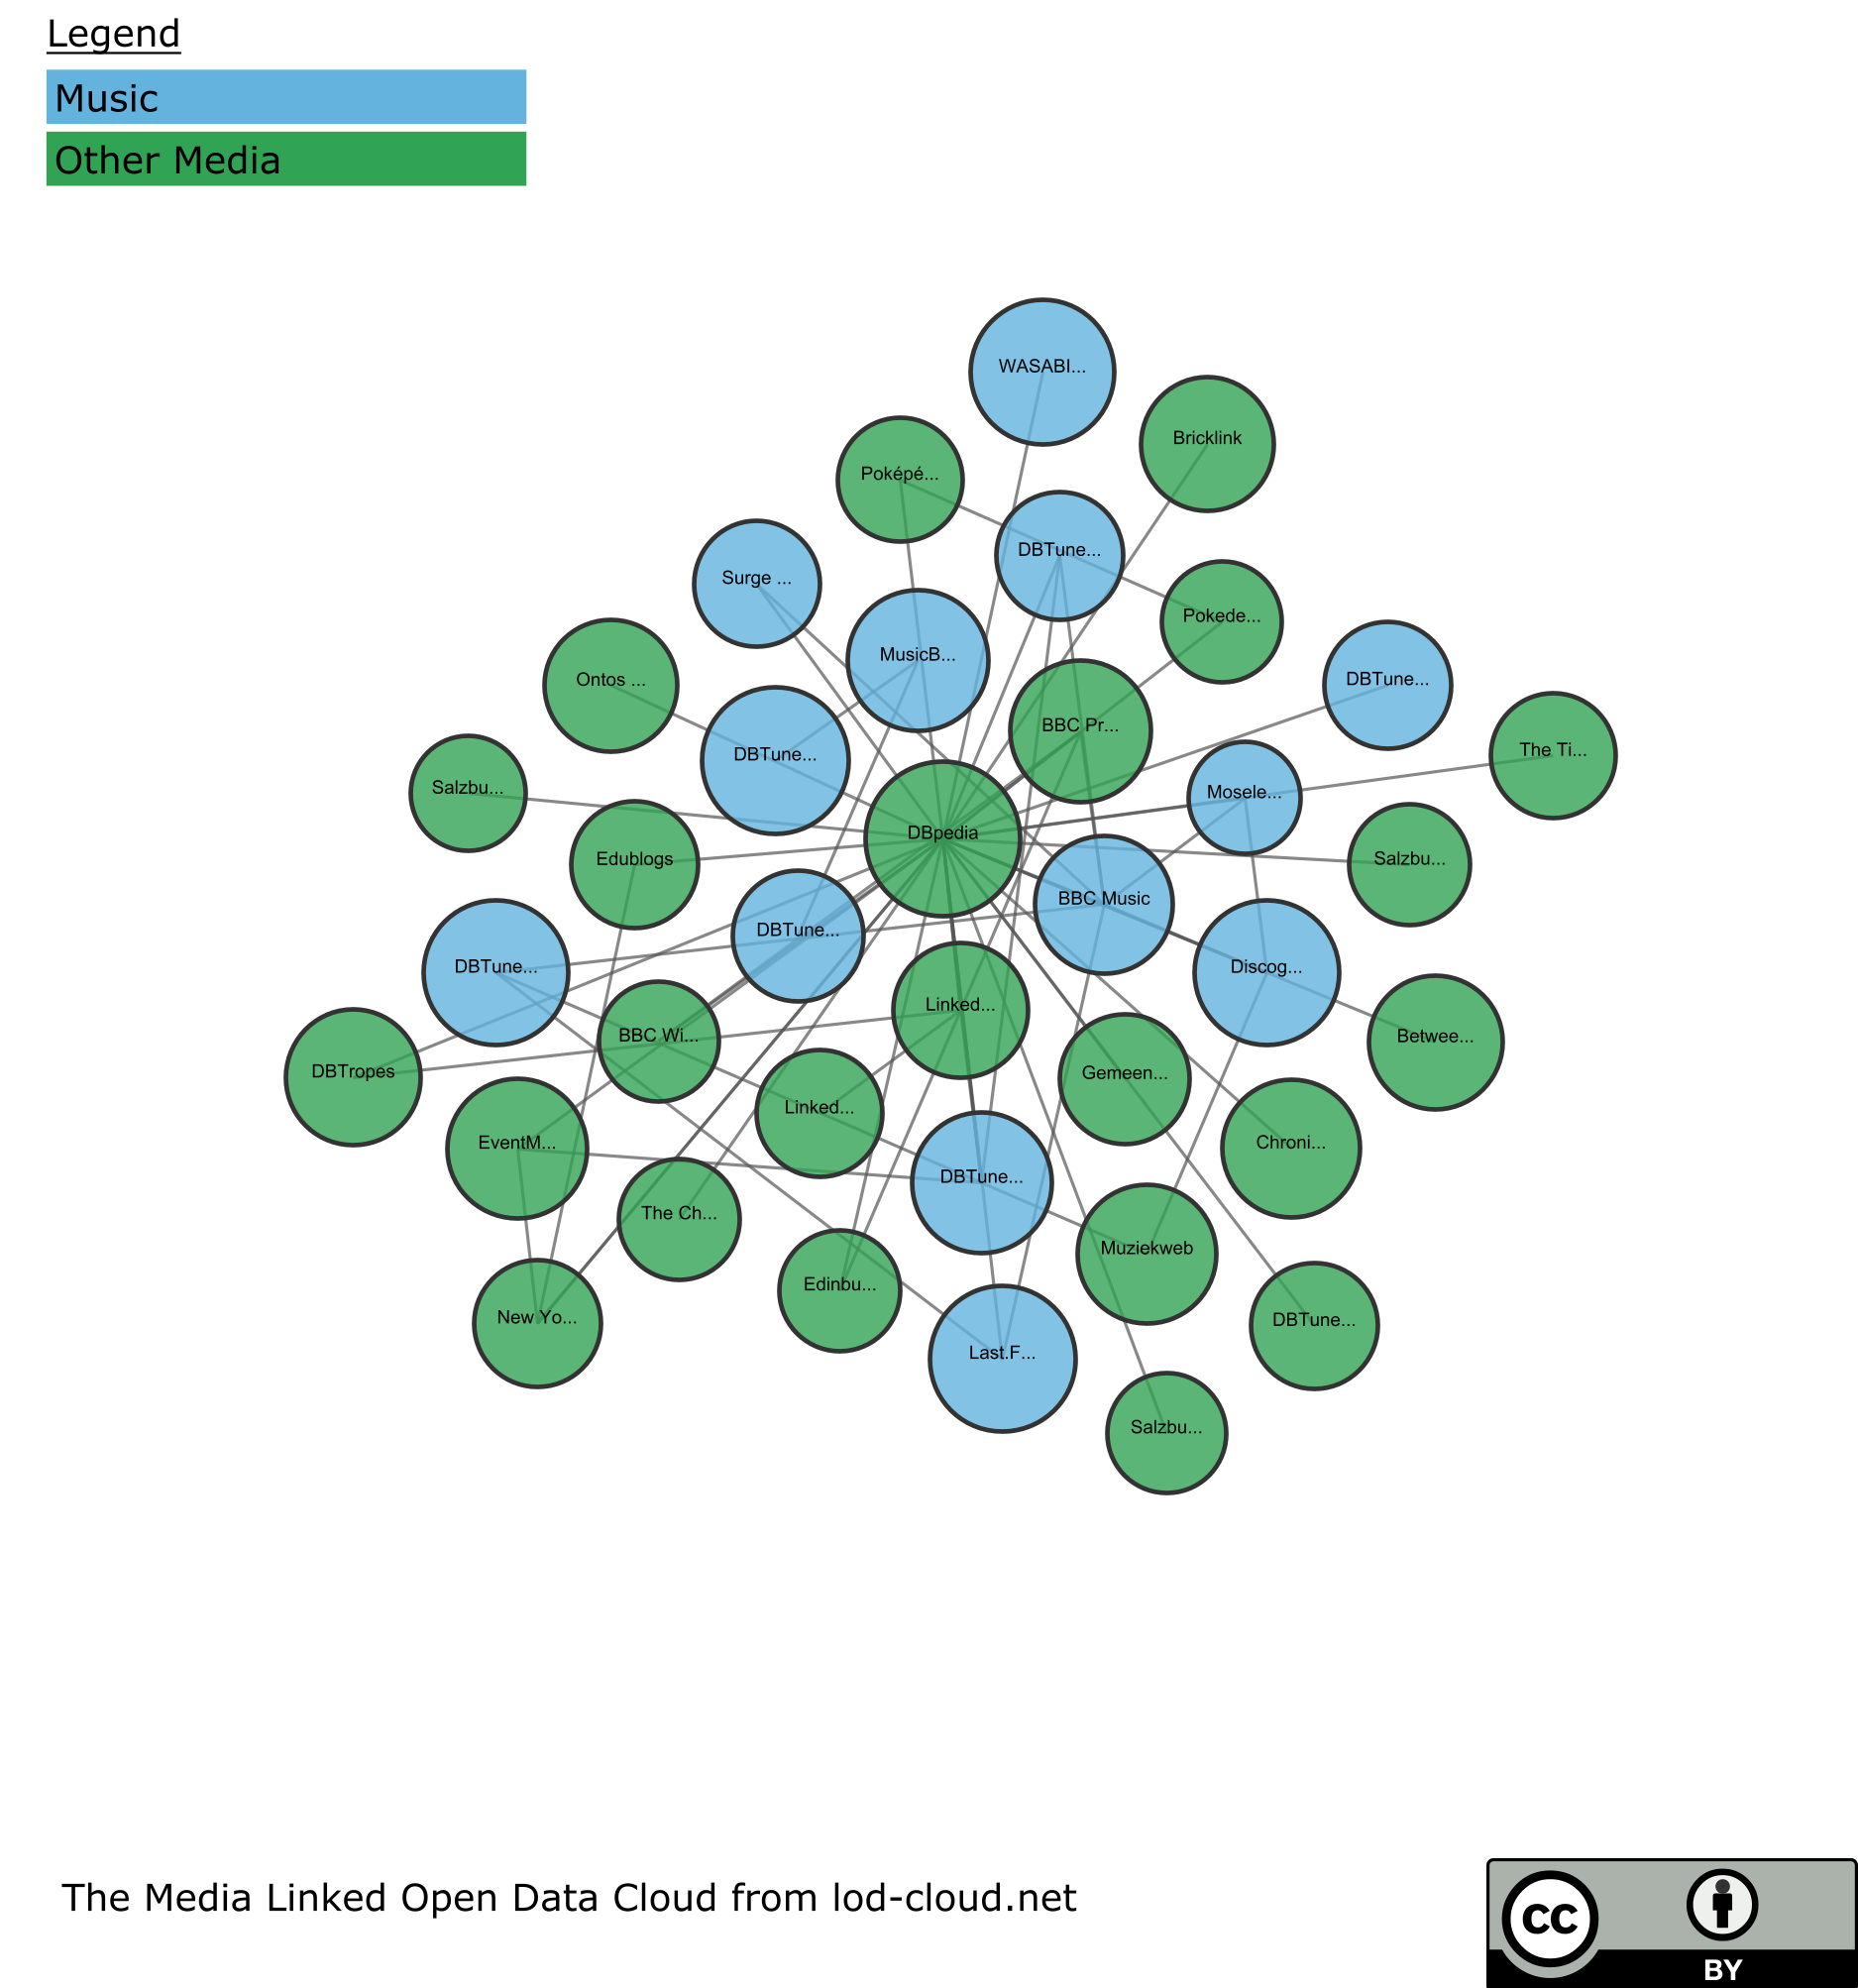 Legend
Music
Other Media
WASABI...
Bricklink
Poképé...
DBTune...
Surge ...
Pokede...
MusicB...
Ontos ...
DBTune...
BBC Pr...
DBTune...
The Ti...
Salzbu...
Mosele...
DBpedia
Edublogs
Salzbu...
BBC Music
DBTune...
DBTune...
Discog...
Linked...
BBC Wi...
Betwee...
DBTropes
Gemeen...
Linked...
EventM...
Chroni...
DBTune...
The Ch...
Muziekweb
Edinbu...
New Yo...
DBTune...
Last.F...
Salzbu...
The Media Linked Open Data Cloud from lod-cloud.net
cc
BY